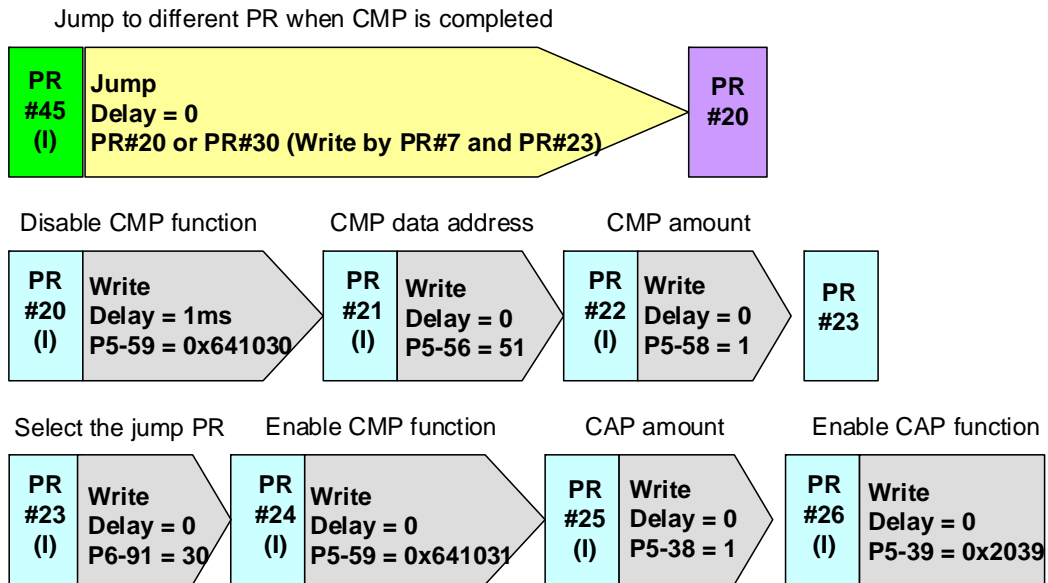 Jump to different PR when CMP is completed
PR
#45
(I)
Jump
Delay = 0
PR#20 or PR#30 (Write by PR#7 and PR#23)
PR
#20
Disable CMP function
CMP data address
CMP amount
PR
#20
(I)
Write
Delay = 1ms
P5-59 = 0x641030
PR
#21
(I)
Write
Delay = 0
P5-56 = 51
PR
#22
(I)
Write
Delay = 0
P5-58 = 1
PR
#23
Select the jump PR
Enable CMP function
CAP amount
Enable CAP function
PR
#23
(I)
Write
Delay = 0
P6-91 = 30
PR
#24
(I)
Write
Delay = 0
P5-59 = 0x641031
PR
#25
(I)
Write
Delay = 0
P5-38 = 1
PR
#26
(I)
Write
Delay = 0
P5-39 = 0x2039